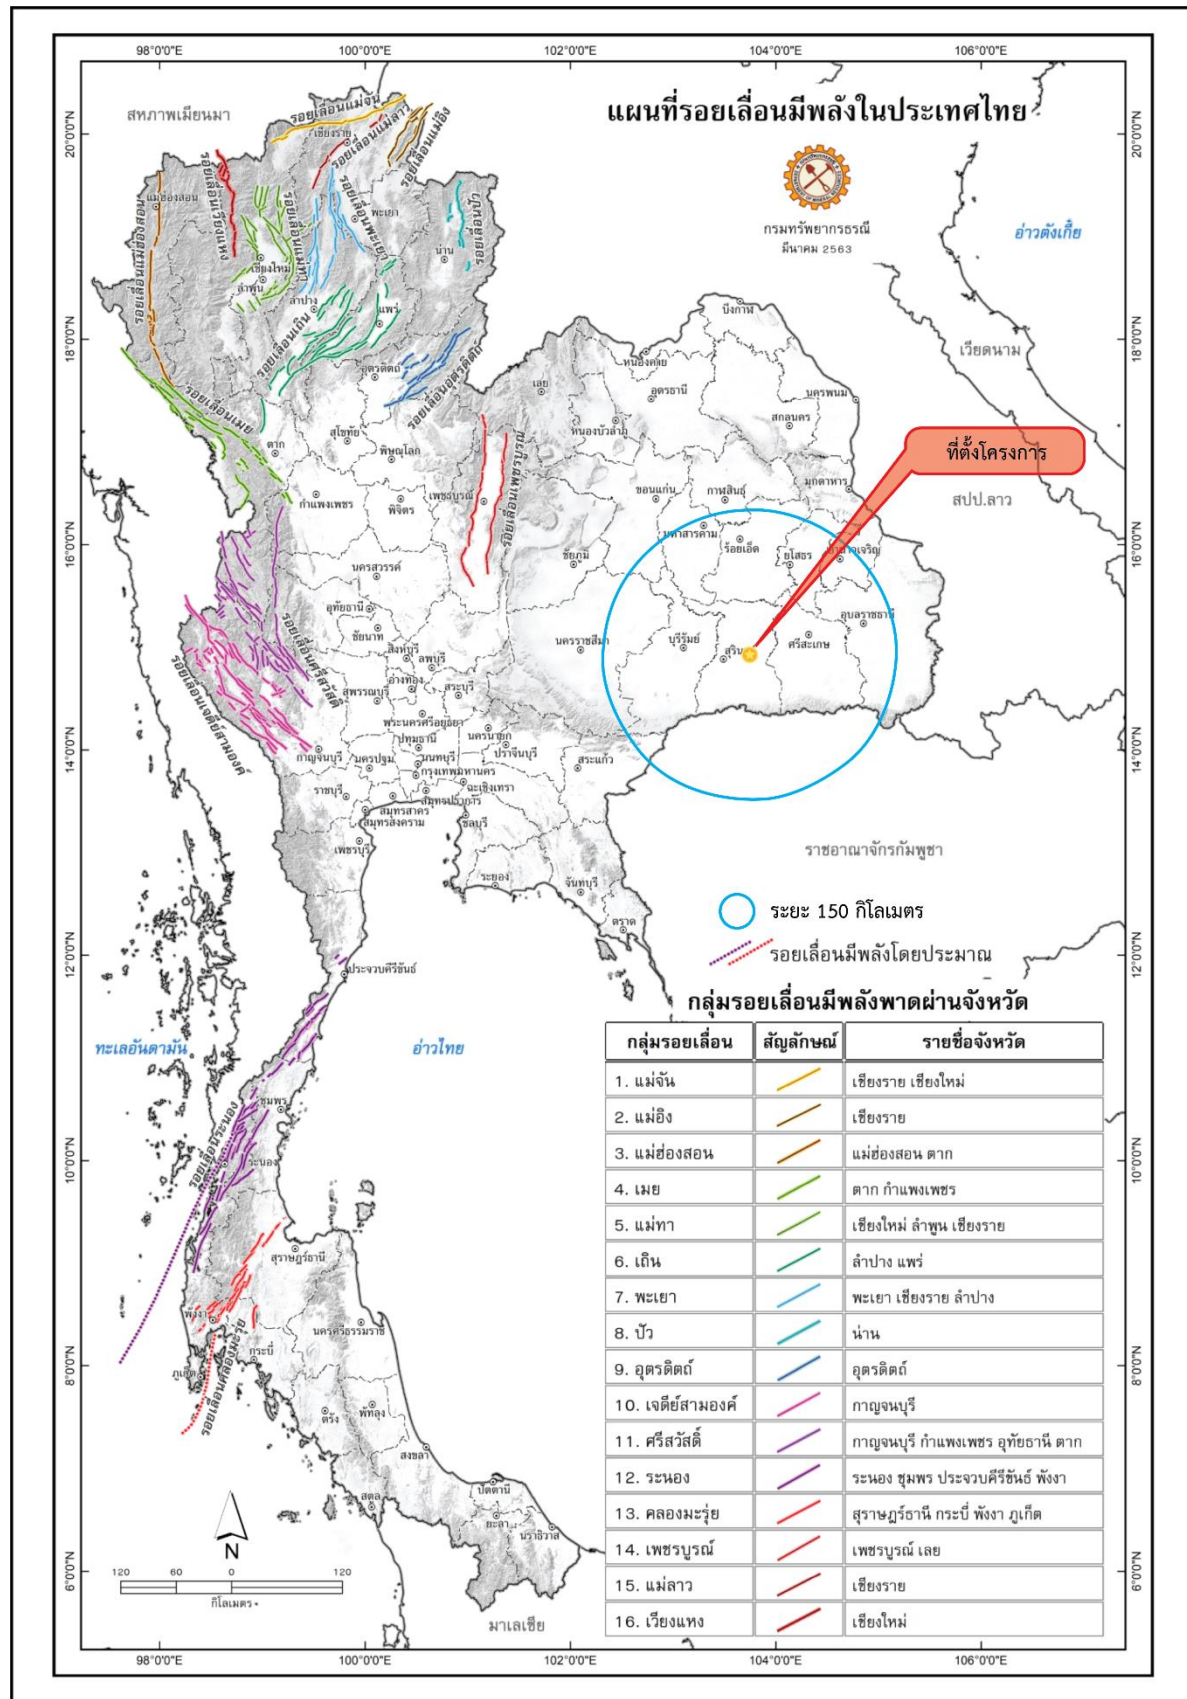 98°0'0"E 100°0'0"E 102°0'0"E 104°0'0"E 106°0'0"E
แผนที่รอยเลื่อนมีพลังในประเทศไทย
กรมทรัพยากรธรณี
มีนาคม 2563
สหภาพเมียนมา
อ่าวตังเกี๋ย
เวียดนาม
สปป.ลาว
ที่ตั้งโครงการ
ราชอาณาจักรกัมพูชา
ทะเลอันดามัน
อ่าวไทย
มาเลเซีย
รอยเลื่อนแม่จัน
รอยเลื่อนแม่ลาว
รอยเลื่อนแม่อิง
รอยเลื่อนเวียงแหง
รอยเลื่อนแม่ฮ่องสอน
รอยเลื่อนแม่ทา
รอยเลื่อนพะเยา
รอยเลื่อนปัว
รอยเลื่อนเถิน
รอยเลื่อนอุตรดิตถ์
รอยเลื่อนเมย
รอยเลื่อนเพชรบูรณ์
รอยเลื่อนศรีสวัสดิ์
รอยเลื่อนเจดีย์สามองค์
รอยเลื่อนระนอง
รอยเลื่อนคลองมะรุ่ย
เชียงราย
แม่ฮ่องสอน
พะเยา
น่าน
เชียงใหม่
ลำพูน
ลำปาง
แพร่
อุตรดิตถ์
บึงกาฬ
หนองคาย
เลย
อุดรธานี
นครพนม
สกลนคร
หนองบัวลำภู
สุโขทัย
ตาก
พิษณุโลก
กำแพงเพชร
พิจิตร
เพชรบูรณ์
ขอนแก่น
กาฬสินธุ์
มุกดาหาร
มหาสารคาม
ร้อยเอ็ด
ยโสธร
อำนาจเจริญ
ชัยภูมิ
นครสวรรค์
อุทัยธานี
ชัยนาท
สิงห์บุรี
ลพบุรี
อ่างทอง
สุพรรณบุรี
สระบุรี
นครราชสีมา
บุรีรัมย์
สุรินทร์
ศรีสะเกษ
อุบลราชธานี
พระนครศรีอยุธยา
นครนายก
ปทุมธานี
ปราจีนบุรี
กาญจนบุรี
นครปฐม
นนทบุรี
กรุงเทพมหานคร
สระแก้ว
ฉะเชิงเทรา
ราชบุรี
สมุทรปราการ
สมุทรสาคร
สมุทรสงคราม
ชลบุรี
เพชรบุรี
ระยอง
จันทบุรี
ตราด
ประจวบคีรีขันธ์
ชุมพร
ระนอง
สุราษฎร์ธานี
พังงา
นครศรีธรรมราช
กระบี่
ภูเก็ต
ตรัง
พัทลุง
สงขลา
สตูล
ปัตตานี
ยะลา
นราธิวาส
ระยะ 150 กิโลเมตร
รอยเลื่อนมีพลังโดยประมาณ
กลุ่มรอยเลื่อนมีพลังพาดผ่านจังหวัด
กลุ่มรอยเลื่อน สัญลักษณ์ รายชื่อจังหวัด
1. แม่จัน เชียงราย เชียงใหม่
2. แม่อิง เชียงราย
3. แม่ฮ่องสอน แม่ฮ่องสอน ตาก
4. เมย ตาก กำแพงเพชร
5. แม่ทา เชียงใหม่ ลำพูน เชียงราย
6. เถิน ลำปาง แพร่
7. พะเยา พะเยา เชียงราย ลำปาง
8. ปัว น่าน
9. อุตรดิตถ์ อุตรดิตถ์
10. เจดีย์สามองค์ กาญจนบุรี
11. ศรีสวัสดิ์ กาญจนบุรี กำแพงเพชร อุทัยธานี ตาก
12. ระนอง ระนอง ชุมพร ประจวบคีรีขันธ์ พังงา
13. คลองมะรุ่ย สุราษฎร์ธานี กระบี่ พังงา ภูเก็ต
14. เพชรบูรณ์ เพชรบูรณ์ เลย
15. แม่ลาว เชียงราย
16. เวียงแหง เชียงใหม่
N
120 60 0 120
กิโลเมตร
20°0'0"N 20°0'0"N
18°0'0"N 18°0'0"N
16°0'0"N 16°0'0"N
14°0'0"N 14°0'0"N
12°0'0"N 12°0'0"N
10°0'0"N 10°0'0"N
8°0'0"N 8°0'0"N
6°0'0"N 6°0'0"N
98°0'0"E 100°0'0"E 102°0'0"E 104°0'0"E 106°0'0"E